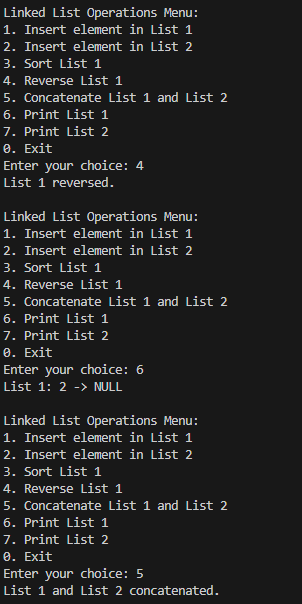 Linked List Operations Menu:
1. Insert element in List 1
2. Insert element in List 2
3. Sort List 1
4. Reverse List 1
5. Concatenate List 1 and List 2
6. Print List 1
7. Print List 2
0. Exit
Enter your choice: 4
List 1 reversed.

Linked List Operations Menu:
1. Insert element in List 1
2. Insert element in List 2
3. Sort List 1
4. Reverse List 1
5. Concatenate List 1 and List 2
6. Print List 1
7. Print List 2
0. Exit
Enter your choice: 6
List 1: 2 -> NULL

Linked List Operations Menu:
1. Insert element in List 1
2. Insert element in List 2
3. Sort List 1
4. Reverse List 1
5. Concatenate List 1 and List 2
6. Print List 1
7. Print List 2
0. Exit
Enter your choice: 5
List 1 and List 2 concatenated.